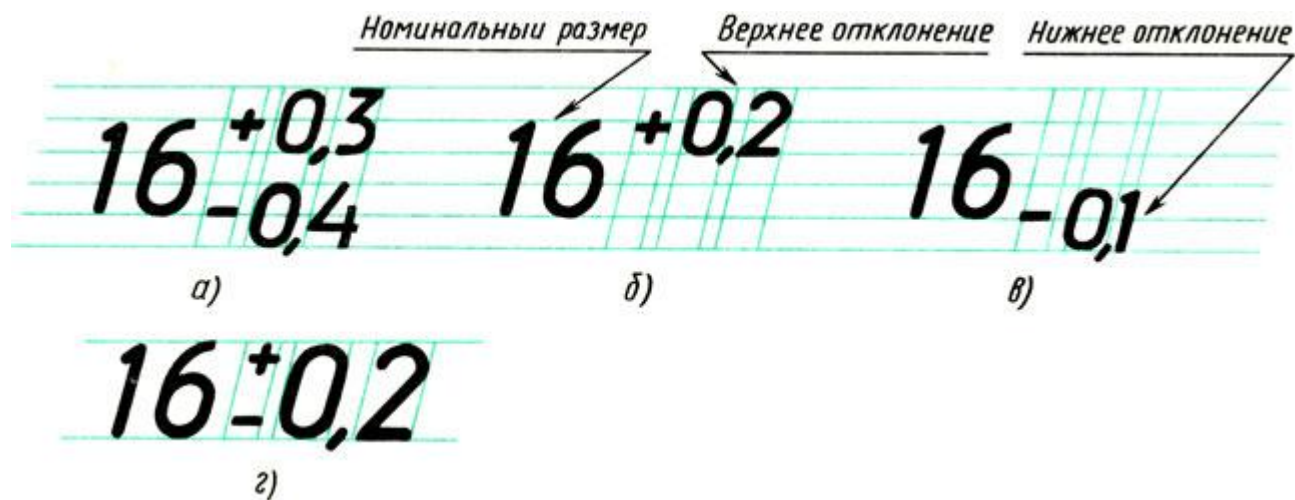 Номинальный размер Верхнее отклонение Нижнее отклонение
16 +0,3 -0,4 16 +0,2 16 -0,1
а) б) в)
16 ± 0,2
г)